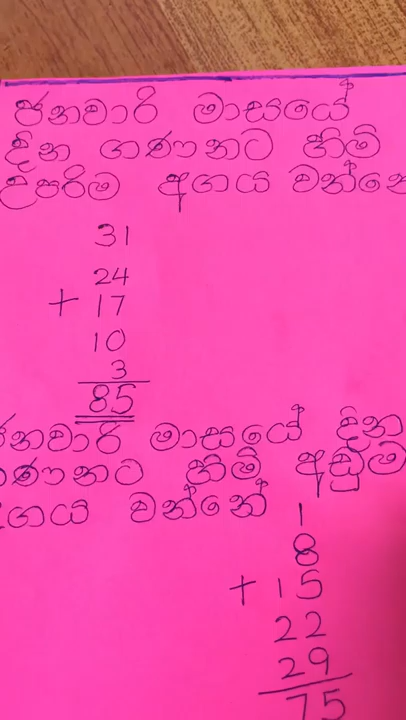 ජනවාරි මාසයේ
දින ගණනට හිමි
උපරිම අගය වන්නේ
31
24
+ 17
10
3
85
ජනවාරි මාසයේ දින
ගණනට හිමි අඩුම
අගය වන්නේ
1
8
+ 15
22
29
75